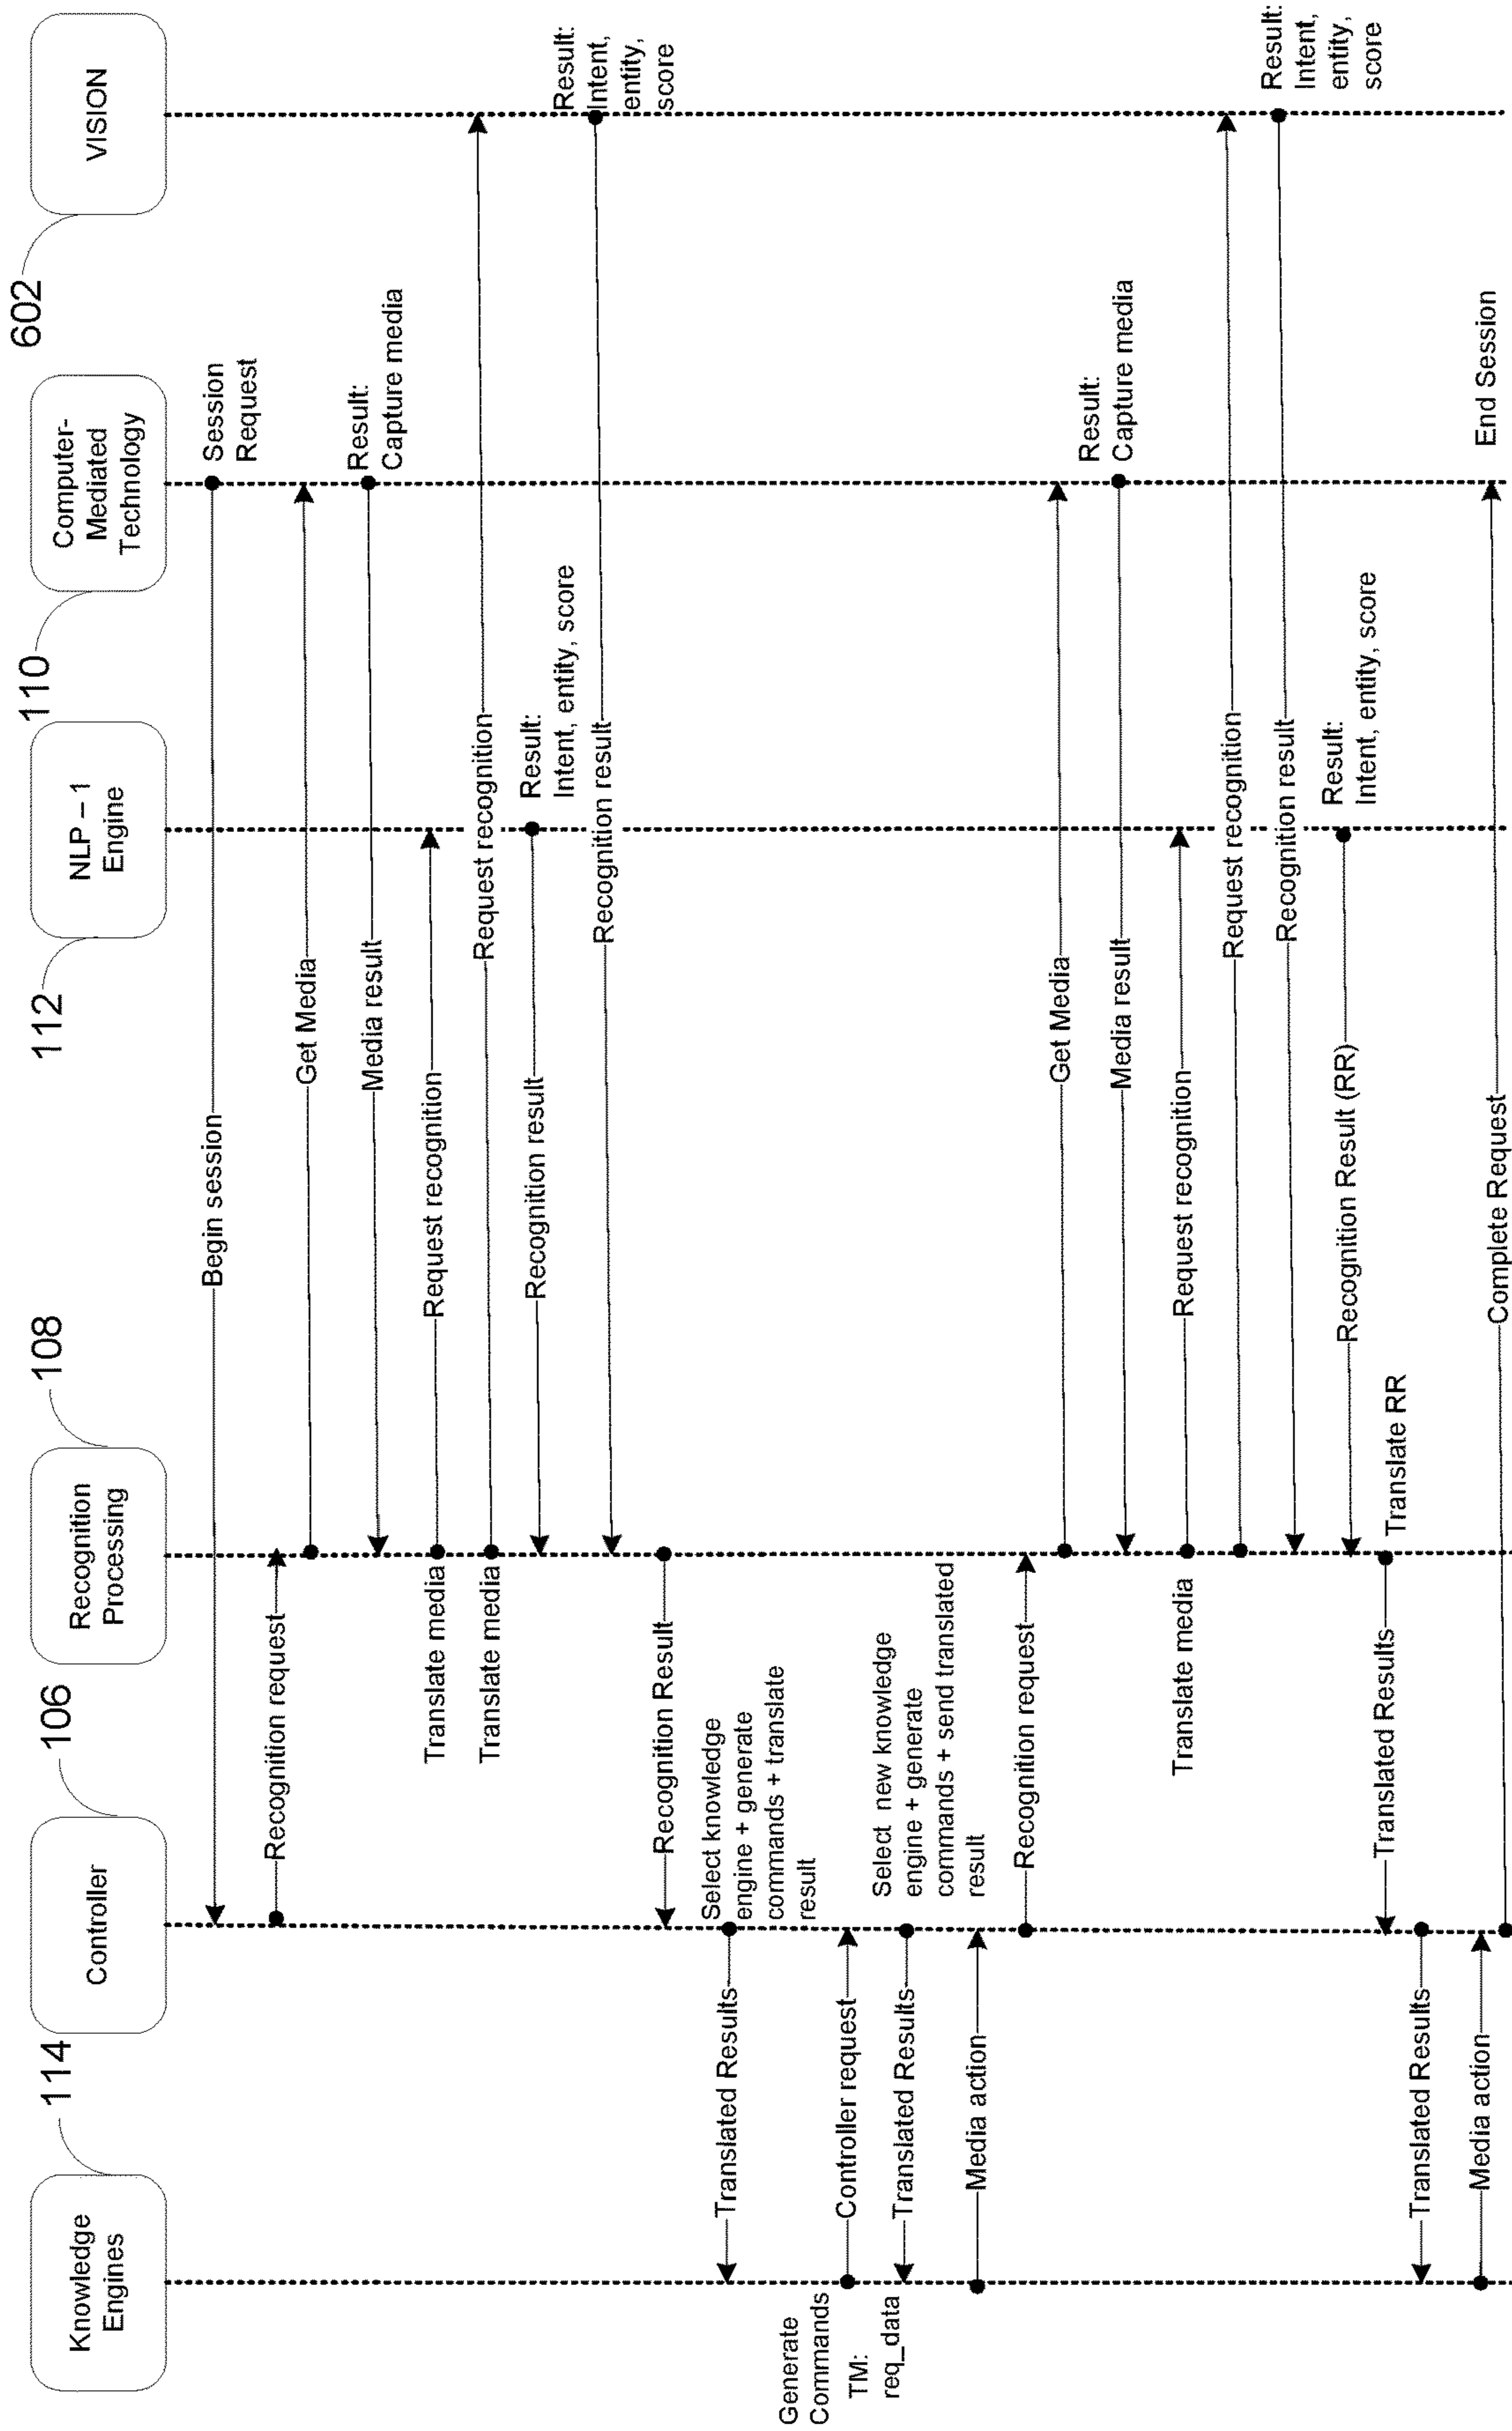 114
106
108
112
110
602
Knowledge
Engines
Controller
Recognition
Processing
NLP – 1
Engine
Computer-
Mediated
Technology
VISION
Session
Request
Begin session
Recognition request
Get Media
Result:
Capture media
Media result
Translate media
Request recognition
Translate media
Request recognition
Result:
Intent, entity, score
Recognition result
Result:
Intent,
entity,
score
Recognition result
Recognition Result
Select knowledge
engine + generate
commands + translate
result
Translated Results
Generate
Commands
TM:
req_data
Controller request
Select new knowledge
engine + generate
commands + send translated
result
Translated Results
Media action
Recognition request
Get Media
Result:
Capture media
Media result
Translate media
Request recognition
Request recognition
Result:
Intent,
entity,
score
Recognition result
Result:
Intent, entity, score
Recognition Result (RR)
Translate RR
Translated Results
Translated Results
Media action
Complete Request
End Session